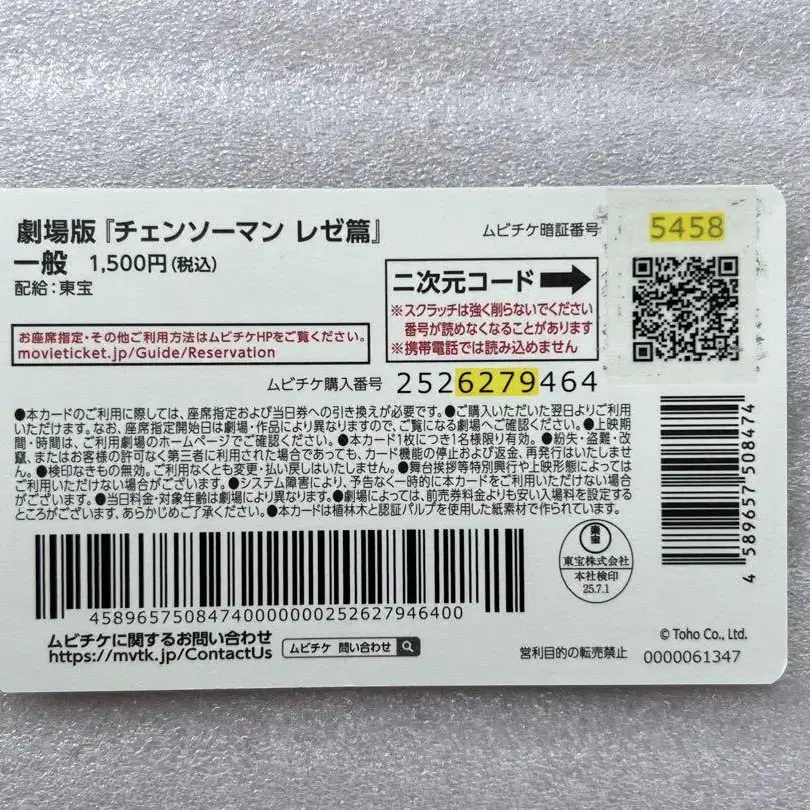 劇場版『チェンソーマン レゼ篇』
一般 1,500円(税込)
配給:東宝
ムビチケ暗証番号 5458
二次元コード
※スクラッチは強く削らないでください
番号が読めなくなることがあります
※携帯電話では読み込めません
お座席指定・その他ご利用方法はムビチケHPをご覧ください。
movieticket.jp/Guide/Reservation
ムビチケ購入番号 2526279464
●本カードのご利用に際しては、座席指定および当日券への引き換えが必要です。●ご購入いただいた翌日よりご利用
いただけます。なお、座席指定開始日は劇場・作品により異なりますので、ご覧になる劇場へご確認ください。●上映期
間・時間は、ご利用劇場のホームページでご確認ください。●本カード1枚につき1名様限り有効。●紛失・盗難・改
竄、またはお客様の許可なく第三者に利用された場合であっても、カード機能の停止および返金、再発行はいたしませ
ん。●検印なきもの無効。ご利用なくとも変更・払い戻しはいたしません。●舞台挨拶等特別興行や上映形態によっては
ご利用いただけない場合がございます。●システム障害により、予告なく一時的に本カードをご利用いただけない場合
がございます。●当日料金・対象年齢は劇場により異なります。●劇場によっては、前売券料金よりも安い入場料を設定する
ところがございます。あらかじめご了承ください。●本カードは植林木と認証パルプを使用した紙素材で作られています。
45896575084740000000252627946400
4 589657 508474
東宝
東宝株式会社
本社検印
25.7.1
ムビチケに関するお問い合わせ
https://mvtk.jp/ContactUs
ムビチケ 問い合わせ
© Toho Co., Ltd.
営利目的の転売禁止 0000061347